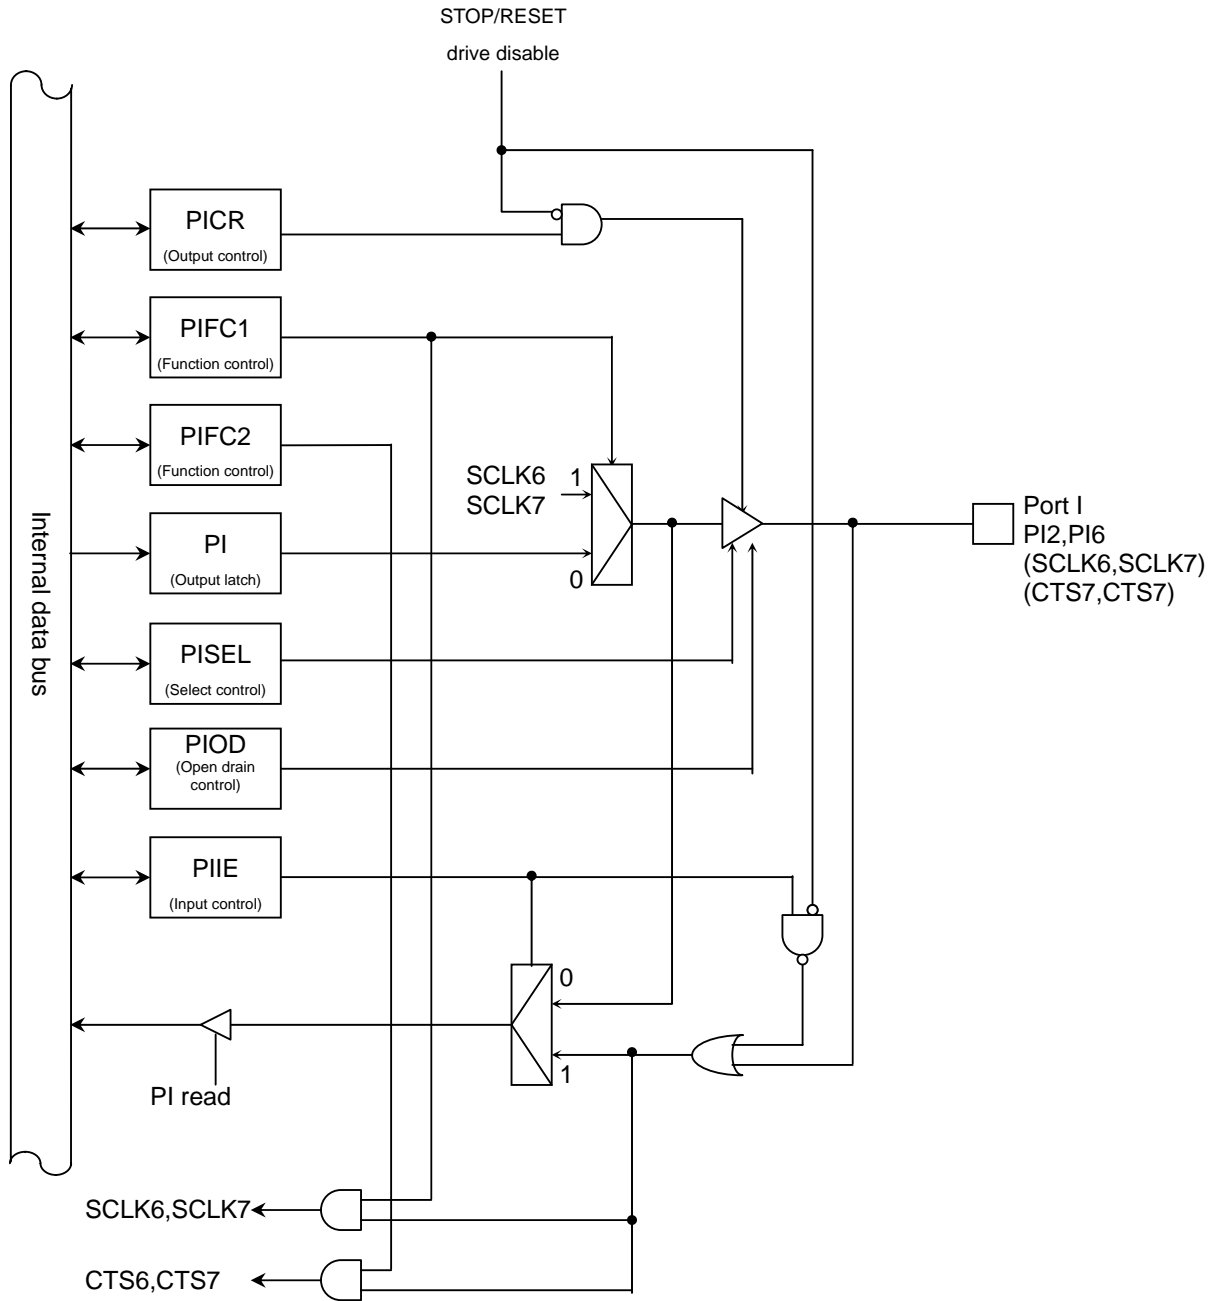 STOP/RESET
drive disable
PICR
(Output control)
PIFC1
(Function control)
PIFC2
(Function control)
SCLK6
SCLK7
1
0
Port I
PI2,PI6
(SCLK6,SCLK7)
(CTS7,CTS7)
PI
(Output latch)
Internal data bus
PISEL
(Select control)
PIOD
(Open drain
control)
PIIE
(Input control)
0
1
PI read
SCLK6,SCLK7
CTS6,CTS7